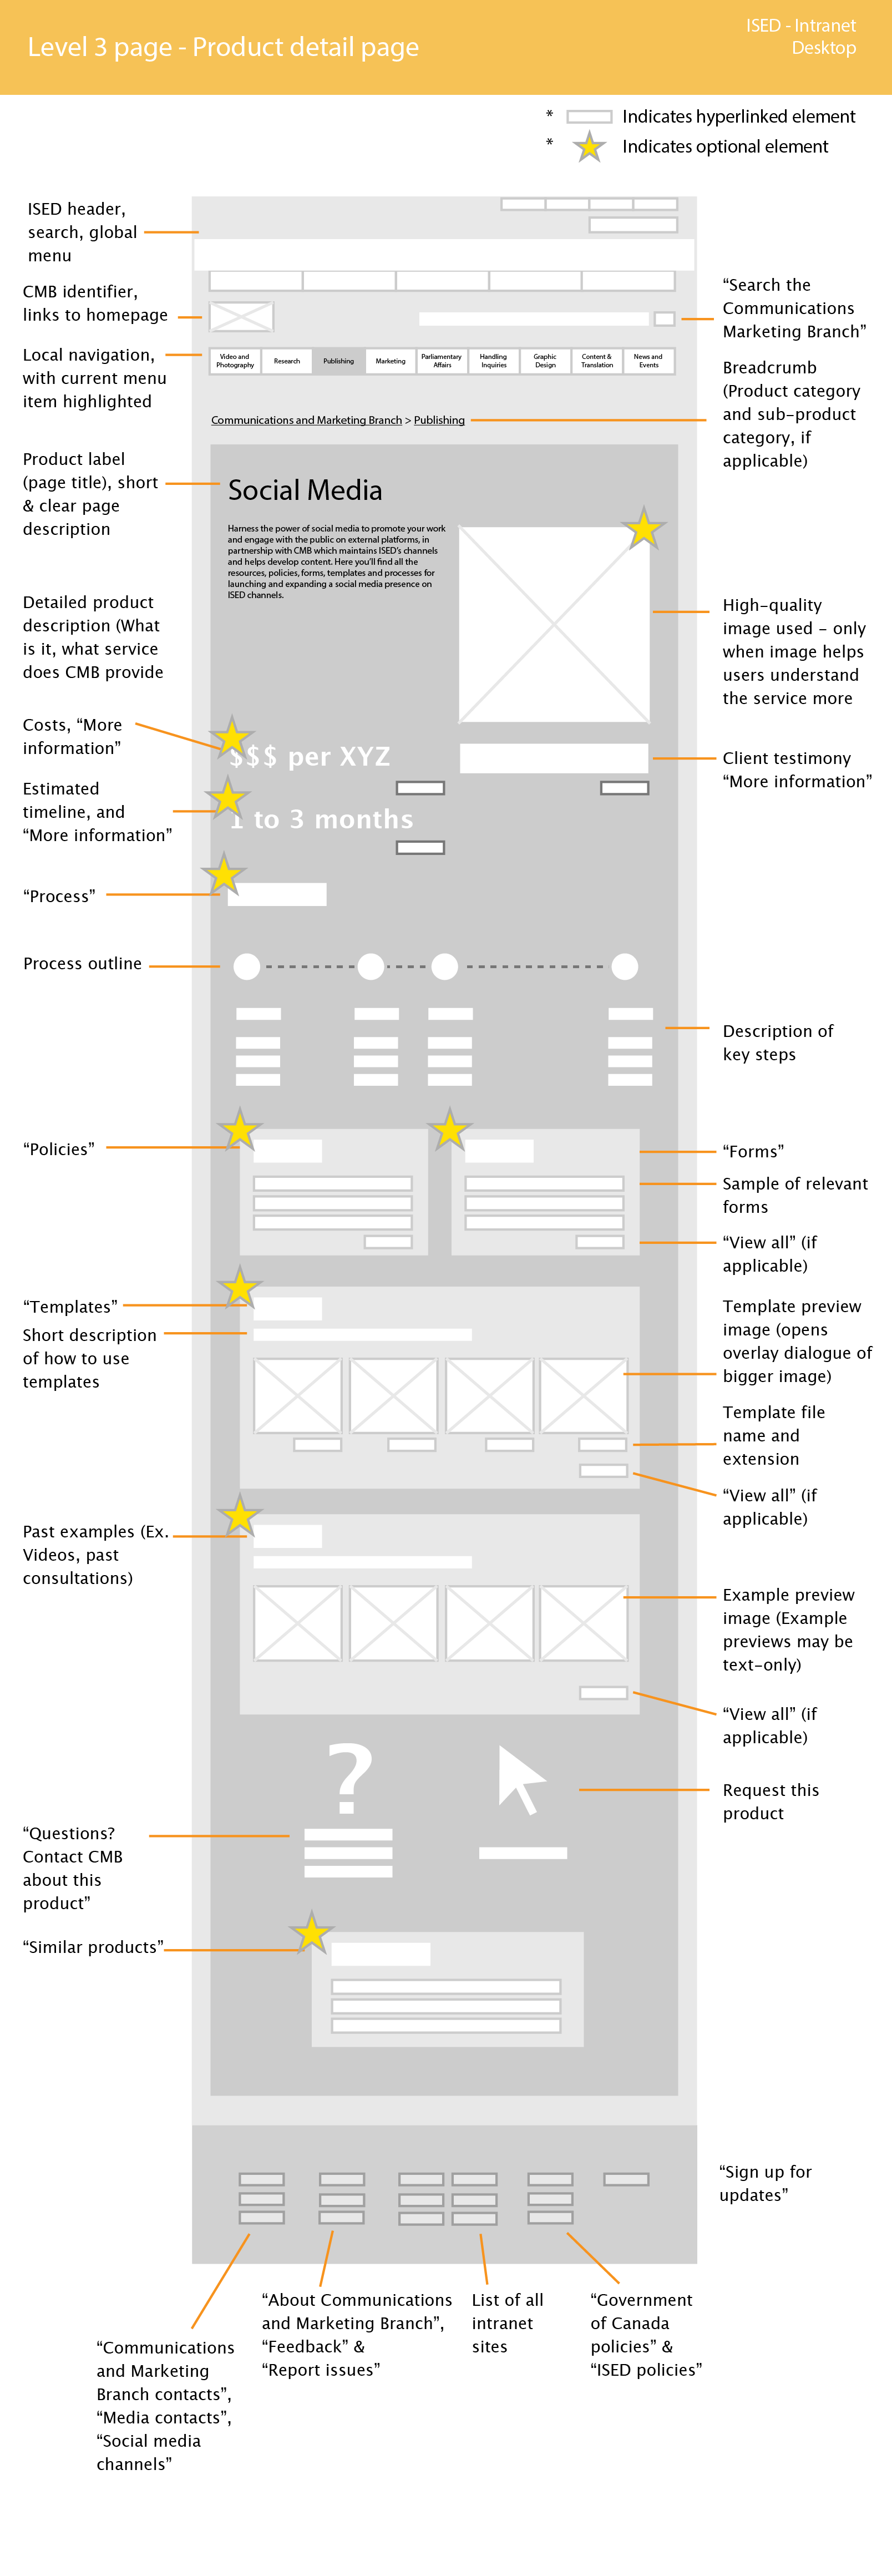 Level 3 page - Product detail page
ISED - Intranet
Desktop
* Indicates hyperlinked element
* Indicates optional element
ISED header,
search, global
menu
CMB identifier,
links to homepage
“Search the
Communications
Marketing Branch”
Local navigation,
with current menu
item highlighted
Video and
Photography
Research
Publishing
Marketing
Parliamentary
Affairs
Handling
Inquiries
Graphic
Design
Content &
Translation
News and
Events
Breadcrumb
(Product category
and sub-product
category, if
applicable)
Communications and Marketing Branch > Publishing
Product label
(page title), short
& clear page
description
Social Media
Harness the power of social media to promote your work
and engage with the public on external platforms, in
partnership with CMB which maintains ISED's channels
and helps develop content. Here you'll find all the
resources, policies, forms, templates and processes for
launching and expanding a social media presence on
ISED channels.
Detailed product
description (What
is it, what service
does CMB provide
High-quality
image used - only
when image helps
users understand
the service more
Costs, “More
information”
$$$ per XYZ
Client testimony
“More information”
Estimated
timeline, and
“More information”
1 to 3 months
“Process”
Process outline
Description of
key steps
“Policies”
“Forms”
Sample of relevant
forms
“View all” (if
applicable)
“Templates”
Short description
of how to use
templates
Template preview
image (opens
overlay dialogue of
bigger image)
Template file
name and
extension
“View all” (if
applicable)
Past examples (Ex.
Videos, past
consultations)
Example preview
image (Example
previews may be
text-only)
“View all” (if
applicable)
?
Request this
product
“Questions?
Contact CMB
about this
product”
“Similar products”
“Sign up for
updates”
“Communications
and Marketing
Branch contacts”,
“Media contacts”,
“Social media
channels”
“About Communications
and Marketing Branch”,
“Feedback” &
“Report issues”
List of all
intranet
sites
“Government
of Canada
policies” &
“ISED policies”